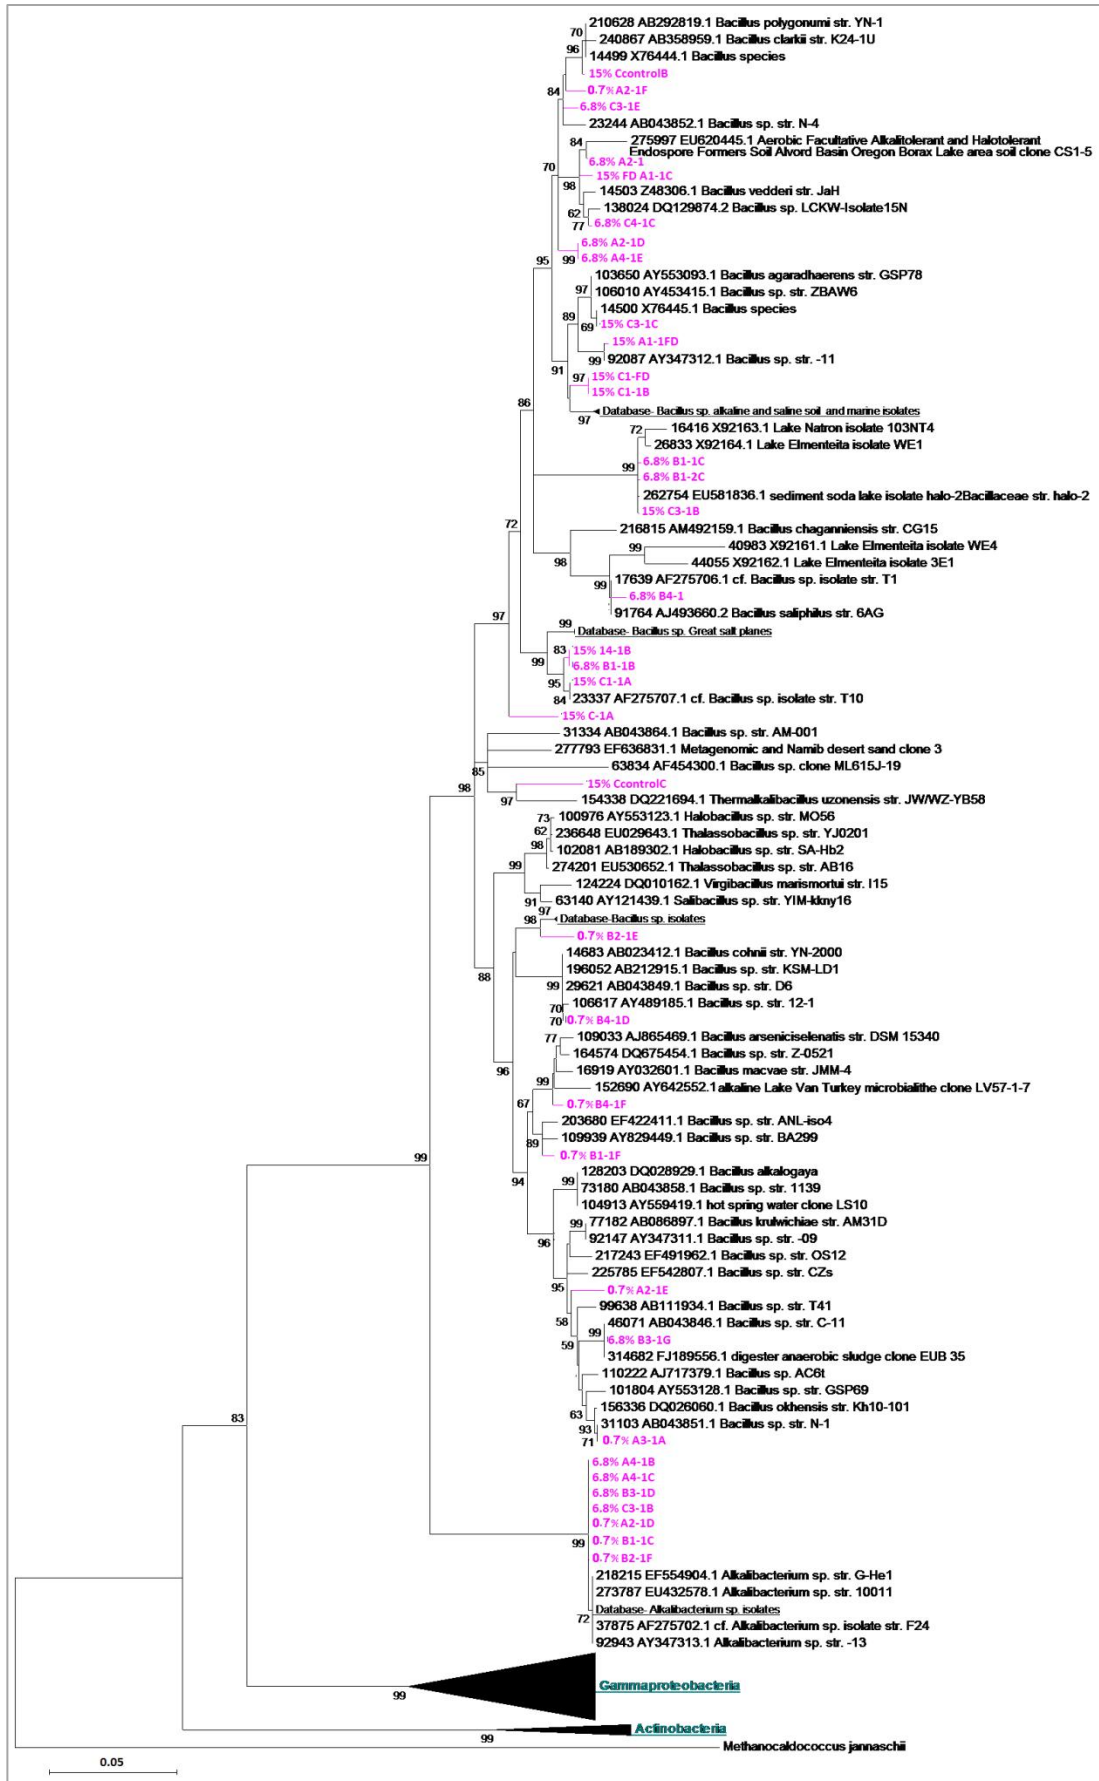 210628 AB292819.1 Bacillus polygonumi str. YN-1
70
240867 AB358959.1 Bacillus clarkii str. K24-1U
96
14499 X76444.1 Bacillus species
15% CcontrolB
84
0.7% A2-1F
6.8% C3-1E
23244 AB043852.1 Bacillus sp. str. N-4
84
275997 EU620445.1 Aerobic Facultative Alkalitolerant and Halotolerant
Endospore Formers Soil Alvord Basin Oregon Borax Lake area soil clone CS1-5
6.8% A2-1
70
15% FD A1-1C
98
14503 Z48306.1 Bacillus vedderi str. JaH
62
138024 DQ129874.2 Bacillus sp. LCKW-Isolate15N
77
6.8% C4-1C
6.8% A2-1D
99
6.8% A4-1E
95
103650 AY553093.1 Bacillus agaradhaerens str. GSP78
97
106010 AY453415.1 Bacillus sp. str. ZBAW6
14500 X76445.1 Bacillus species
89
69
15% C3-1C
15% A1-1FD
99
92087 AY347312.1 Bacillus sp. str. -11
91
97
15% C1-FD
15% C1-1B
86
97
Database- Bacillus sp. alkaline and saline soil and marine isolates
72
16416 X92163.1 Lake Natron isolate 103NT4
26833 X92164.1 Lake Elmenteita isolate WE1
99
6.8% B1-1C
6.8% B1-2C
262754 EU581836.1 sediment soda lake isolate halo-2Bacillaceae str. halo-2
15% C3-1B
72
216815 AM492159.1 Bacillus chaganniensis str. CG15
99
40983 X92161.1 Lake Elmenteita isolate WE4
98
44055 X92162.1 Lake Elmenteita isolate 3E1
99
17639 AF275706.1 cf. Bacillus sp. isolate str. T1
6.8% B4-1
91764 AJ493660.2 Bacillus saliphilus str. 6AG
97
99
Database- Bacillus sp. Great salt planes
83
15% 14-1B
99
6.8% B1-1B
95
15% C1-1A
84
23337 AF275707.1 cf. Bacillus sp. isolate str. T10
15% C-1A
31334 AB043864.1 Bacillus sp. str. AM-001
277793 EF636831.1 Metagenomic and Namib desert sand clone 3
85
63834 AF454300.1 Bacillus sp. clone ML615J-19
98
15% CcontrolC
97
154338 DQ221694.1 Thermalkalibacillus uzonensis str. JW/WZ-YB58
73
100976 AY553123.1 Halobacillus sp. str. MO56
62
236648 EU029643.1 Thalassobacillus sp. str. YJ0201
98
102081 AB189302.1 Halobacillus sp. str. SA-Hb2
99
274201 EU530652.1 Thalassobacillus sp. str. AB16
124224 DQ010162.1 Virgibacillus marismortui str. I15
91
63140 AY121439.1 Salibacillus sp. str. YIM-kkny16
97
98
Database-Bacillus sp. isolates
0.7% B2-1E
14683 AB023412.1 Bacillus cohnii str. YN-2000
88
196052 AB212915.1 Bacillus sp. str. KSM-LD1
99
29621 AB043849.1 Bacillus sp. str. D6
70
106617 AY489185.1 Bacillus sp. str. 12-1
70
0.7% B4-1D
77
109033 AJ865469.1 Bacillus arseniciselenatis str. DSM 15340
164574 DQ675454.1 Bacillus sp. str. Z-0521
96
16919 AY032601.1 Bacillus macyae str. JMM-4
99
152690 AY642552.1 alkaline Lake Van Turkey microbialithe clone LV57-1-7
67
0.7% B4-1F
203680 EF422411.1 Bacillus sp. str. ANL-iso4
109939 AY829449.1 Bacillus sp. str. BA299
89
0.7% B1-1F
99
128203 DQ028929.1 Bacillus alkalogaya
94
99
73180 AB043858.1 Bacillus sp. str. 1139
104913 AY559419.1 hot spring water clone LS10
99
77182 AB086897.1 Bacillus krulwichiae str. AM31D
96
92147 AY347311.1 Bacillus sp. str. -09
217243 EF491962.1 Bacillus sp. str. OS12
225785 EF542807.1 Bacillus sp. str. CZs
95
0.7% A2-1E
58
99638 AB111934.1 Bacillus sp. str. T41
46071 AB043846.1 Bacillus sp. str. C-11
99
6.8% B3-1G
59
314682 FJ189556.1 digester anaerobic sludge clone EUB 35
110222 AJ717379.1 Bacillus sp. AC6t
101804 AY553128.1 Bacillus sp. str. GSP69
63
156336 DQ026060.1 Bacillus okhensis str. Kh10-101
83
93
31103 AB043851.1 Bacillus sp. str. N-1
71
0.7% A3-1A
6.8% A4-1B
6.8% A4-1C
6.8% B3-1D
6.8% C3-1B
0.7% A2-1D
99
0.7% B1-1C
0.7% B2-1F
218215 EF554904.1 Alkalibacterium sp. str. G-He1
273787 EU432578.1 Alkalibacterium sp. str. 10011
Database- Alkalibacterium sp. isolates
72
37875 AF275702.1 cf. Alkalibacterium sp. isolate str. F24
92943 AY347313.1 Alkalibacterium sp. str. -13
Gammaproteobacteria
99
Actinobacteria
99
Methanocaldococcus jannaschii
0.05